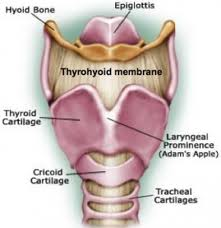 Hyoid Bone
Epiglottis
Thyrohyoid membrane
Thyroid
Cartilage
Laryngeal
Prominence
(Adam's Apple)
Cricoid
Cartilage
Tracheal
Cartilages